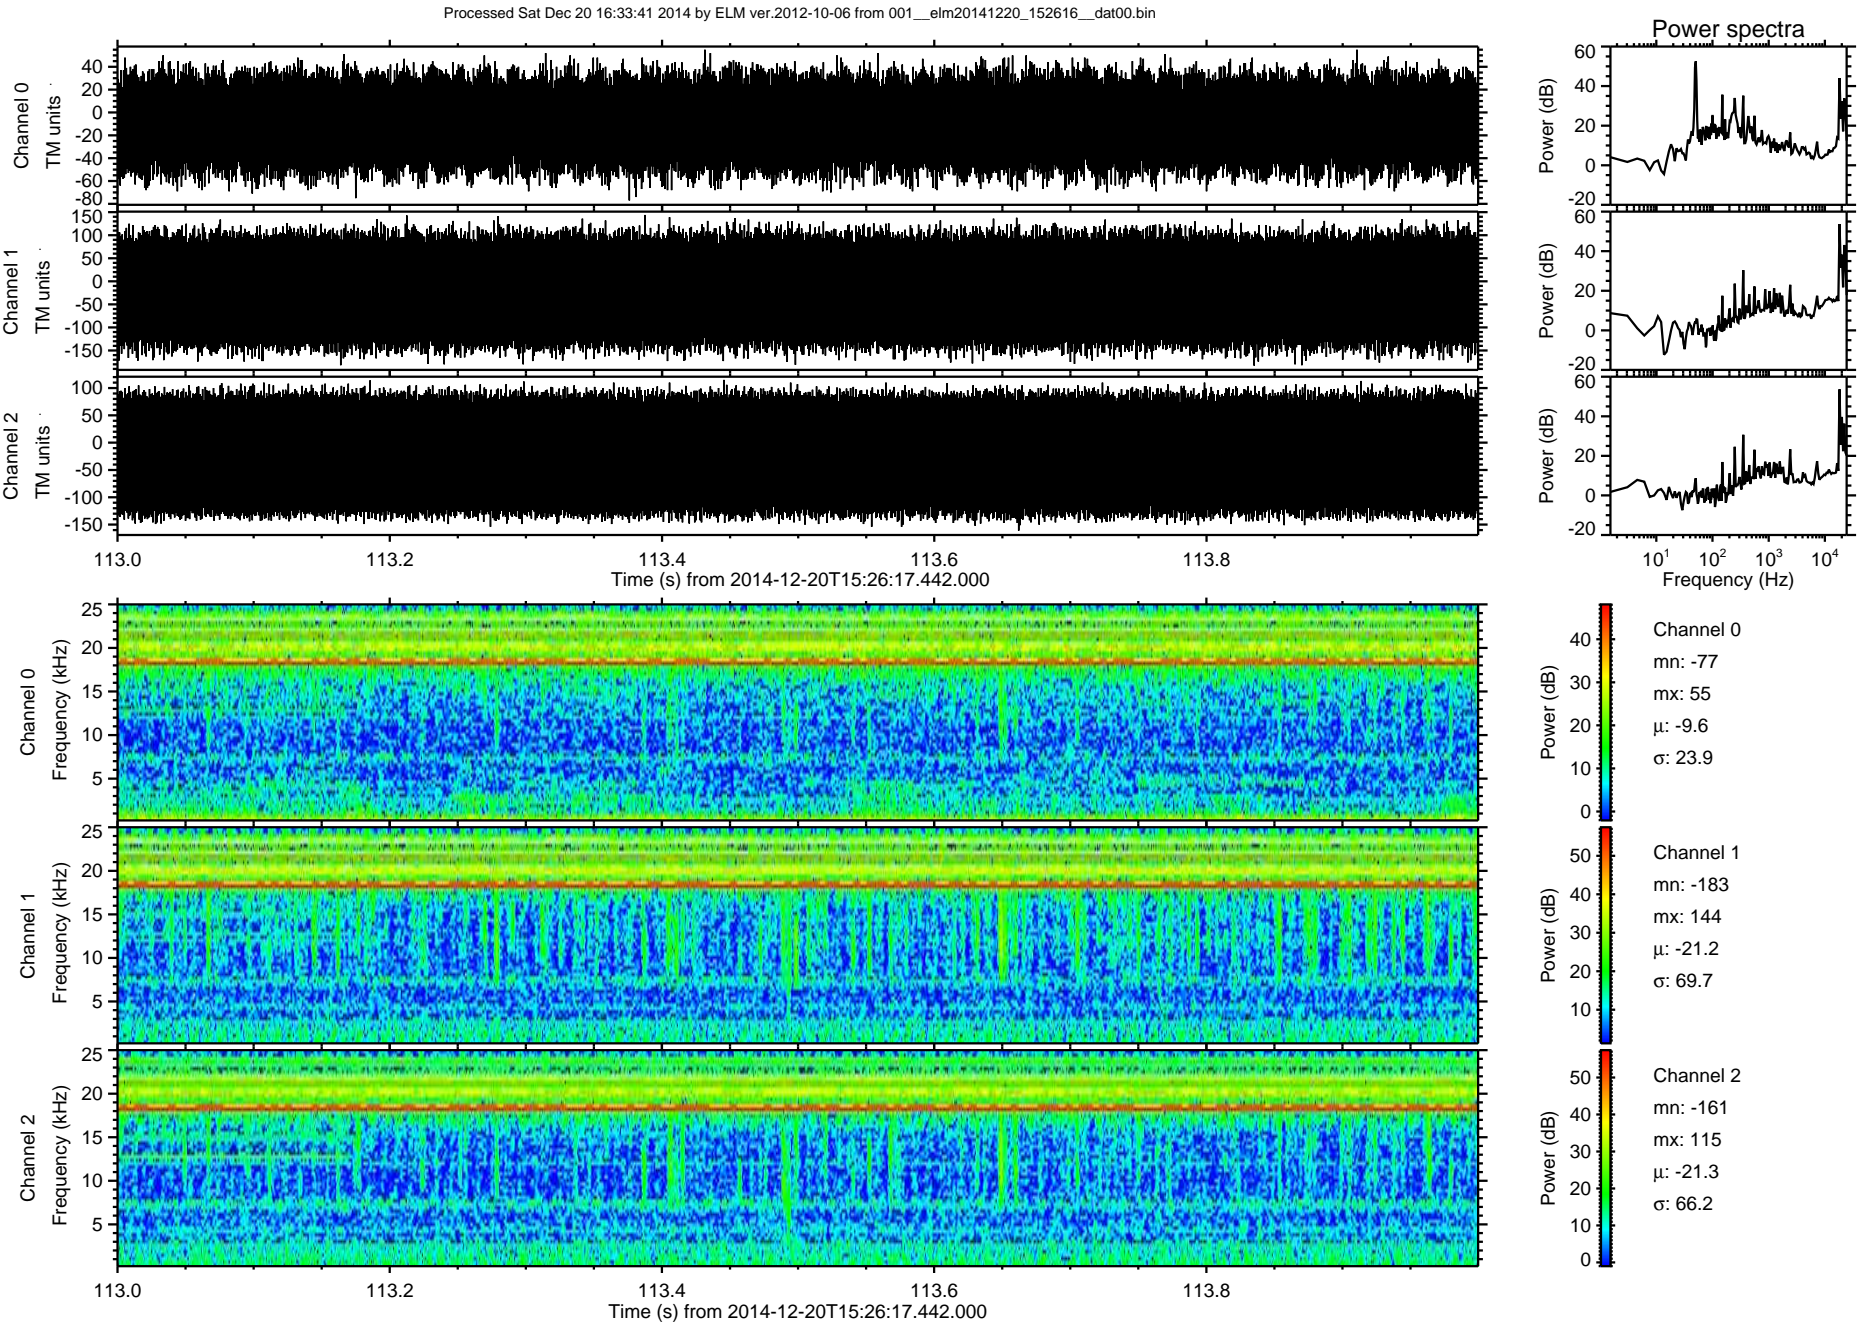 Processed Sat Dec 20 16:33:41 2014 by ELM ver.2012-10-06 from 001__elm20141220_152616__dat00.bin
Power spectra
Channel 0
TM units
40
20
0
-20
-40
-60
-80
Power (dB)
60
40
20
0
-20
Channel 1
TM units
150
100
50
0
-50
-100
-150
Power (dB)
60
40
20
0
-20
Channel 2
TM units
100
50
0
-50
-100
-150
Power (dB)
60
40
20
0
-20
113.0 113.2 113.4 113.6 113.8
Time (s) from 2014-12-20T15:26:17.442.000
10^1 10^2 10^3 10^4
Frequency (Hz)
Channel 0
Frequency (kHz)
25
20
15
10
5
Power (dB)
40
30
20
10
0
Channel 0
mn: -77
mx: 55
μ: -9.6
σ: 23.9
Channel 1
Frequency (kHz)
25
20
15
10
5
Power (dB)
50
40
30
20
10
Channel 1
mn: -183
mx: 144
μ: -21.2
σ: 69.7
Channel 2
Frequency (kHz)
25
20
15
10
5
Power (dB)
50
40
30
20
10
0
Channel 2
mn: -161
mx: 115
μ: -21.3
σ: 66.2
113.0 113.2 113.4 113.6 113.8
Time (s) from 2014-12-20T15:26:17.442.000